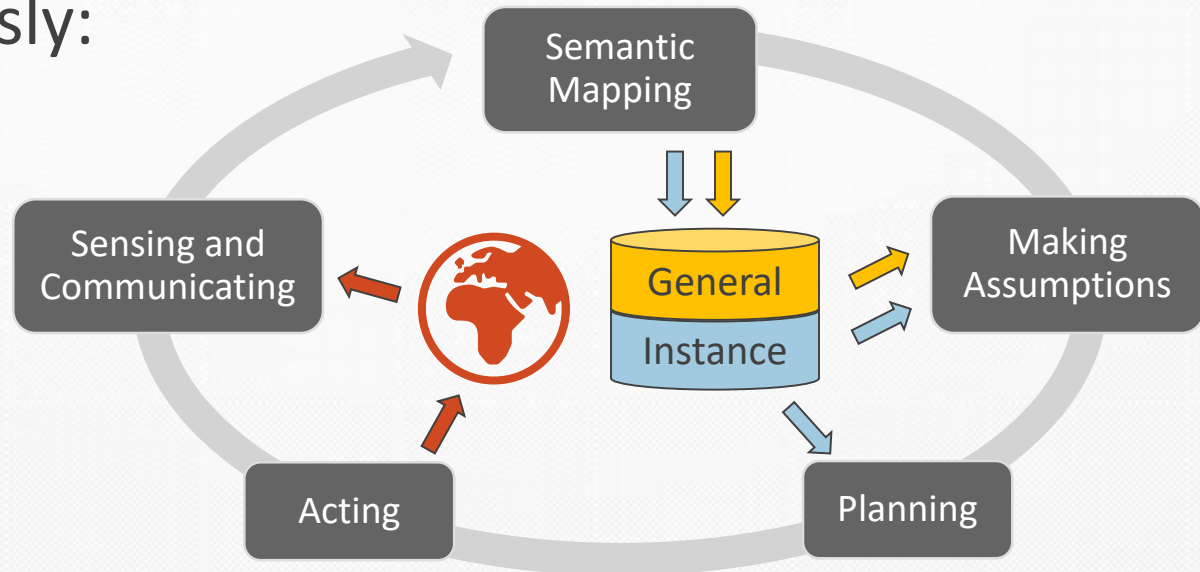 sly:
Semantic
Mapping
Sensing and
Communicating
General
Instance
Making
Assumptions
Acting
Planning